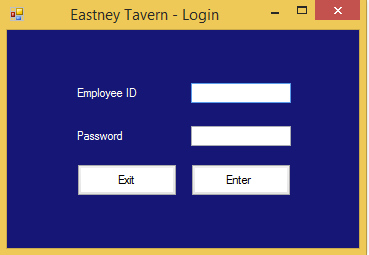 Eastney Tavern - Login
Employee ID
Password
Exit
Enter